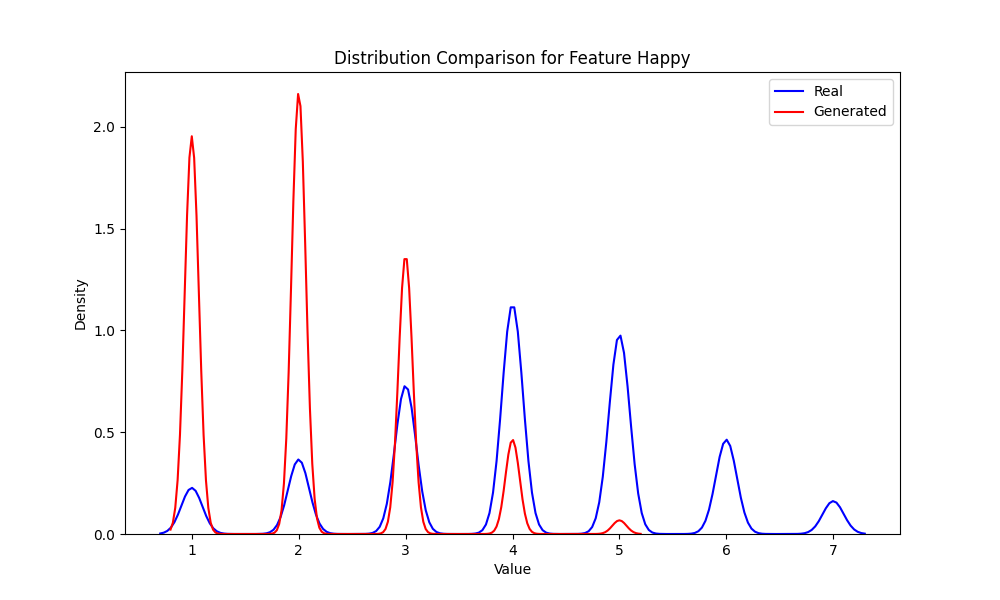 Distribution Comparison for Feature Happy
Real
Generated
Density
2.0
1.5
1.0
0.5
0.0
1 2 3 4 5 6 7
Value